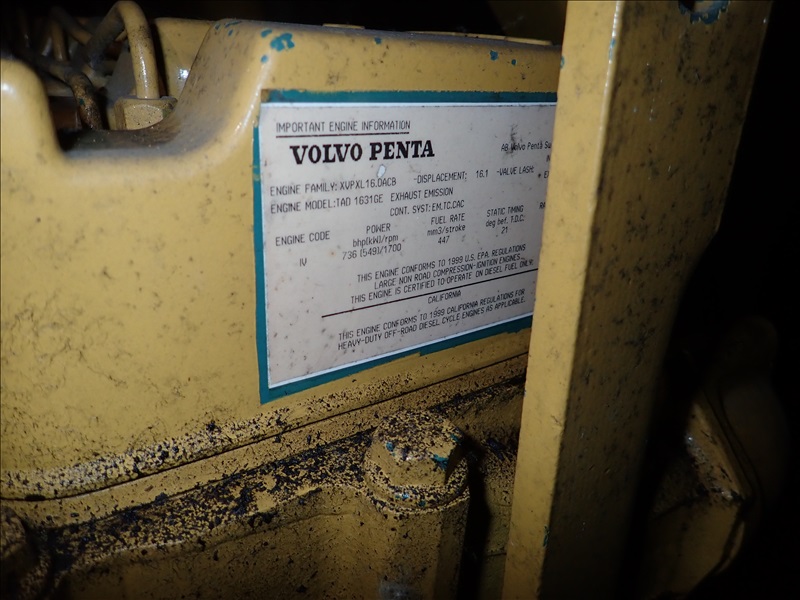 IMPORTANT ENGINE INFORMATION
VOLVO PENTA
AB Volvo Penta
ENGINE FAMILY: XVPXL16.0ACB -DISPLACEMENT; 16.1 -VALVE LASH:
ENGINE MODEL:TAD 1631GE EXHAUST EMISSION
CONT. SYST: EM,TC,CAC
ENGINE CODE POWER FUEL RATE STATIC TIMING
bhp(kW)/rpm mm3/stroke deg bef. T.D.C:
IV 736 (549)/1700 447 21
THIS ENGINE CONFORMS TO 1999 U.S. EPA. REGULATIONS
LARGE NON ROAD COMPRESSION-IGNITION ENGINES.
THIS ENGINE IS CERTIFIED TO-OPERATE ON DIESEL FUEL ONLY.
CALIFORNIA
THIS ENGINE CONFORMS TO 1999 CALIFORNIA REGULATIONS FOR
HEAVY-DUTY OFF-ROAD DIESEL CYCLE ENGINES AS APPLICABLE.